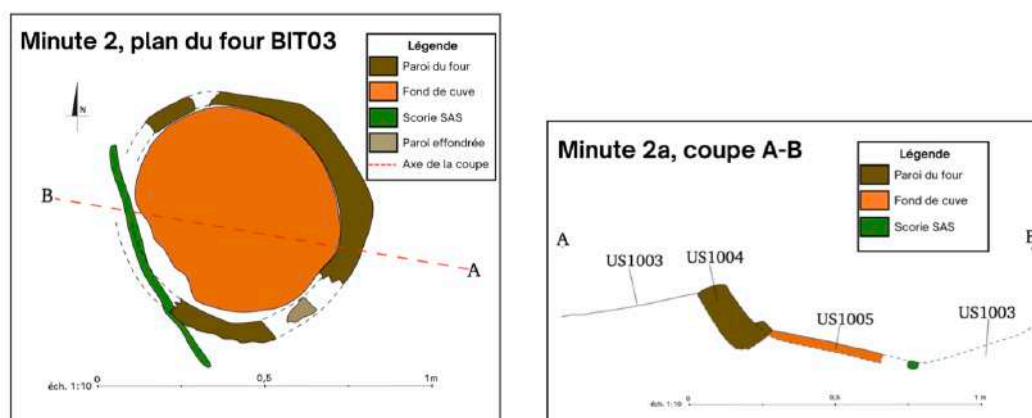 Minute 2, plan du four BIT03
Légende
Paroi du four
Fond de cuve
Scorie SAS
Paroi effondrée
Axe de la coupe
N
B
A
éch. 1:10
0
0,5
1m
Minute 2a, coupe A-B
Légende
Paroi du four
Fond de cuve
Scorie SAS
A
US1003
US1004
US1005
US1003
éch. 1:10
0
0,5
1m